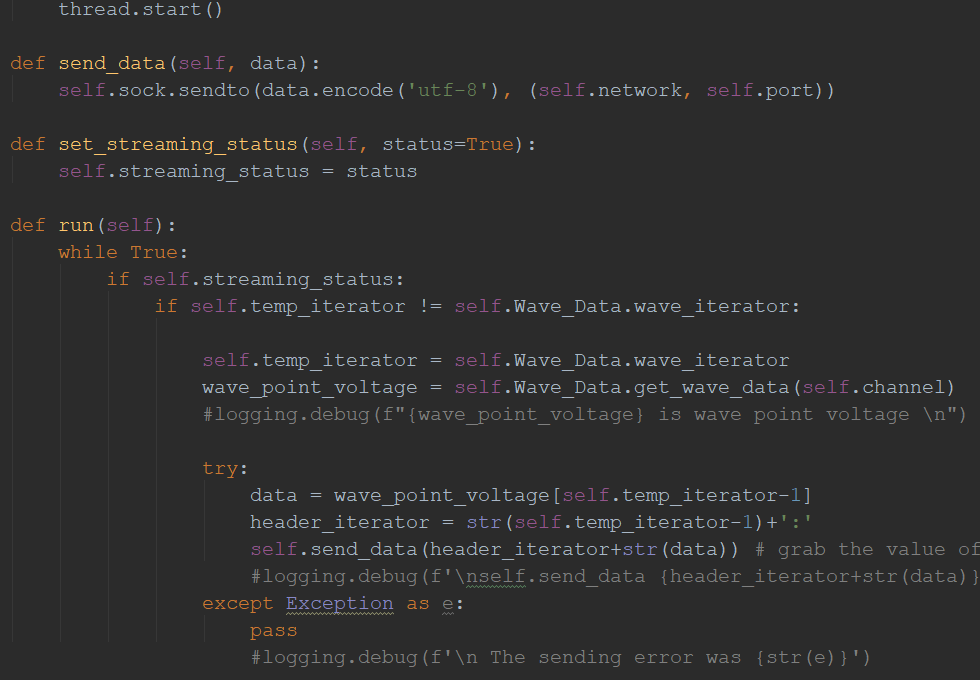 thread.start()
def send_data(self, data):
self.sock.sendto(data.encode('utf-8'), (self.network, self.port))
def set_streaming_status(self, status=True):
self.streaming_status = status
def run(self):
while True:
if self.streaming_status:
if self.temp_iterator != self.Wave_Data.wave_iterator:
self.temp_iterator = self.Wave_Data.wave_iterator
wave_point_voltage = self.Wave_Data.get_wave_data(self.channel)
#logging.debug(f"{wave_point_voltage} is wave point voltage \n")
try:
data = wave_point_voltage[self.temp_iterator-1]
header_iterator = str(self.temp_iterator-1)+':'
self.send_data(header_iterator+str(data)) # grab the value of
#logging.debug(f'\nself.send_data {header_iterator+str(data)}
except Exception as e:
pass
#logging.debug(f'\n The sending error was {str(e)}')